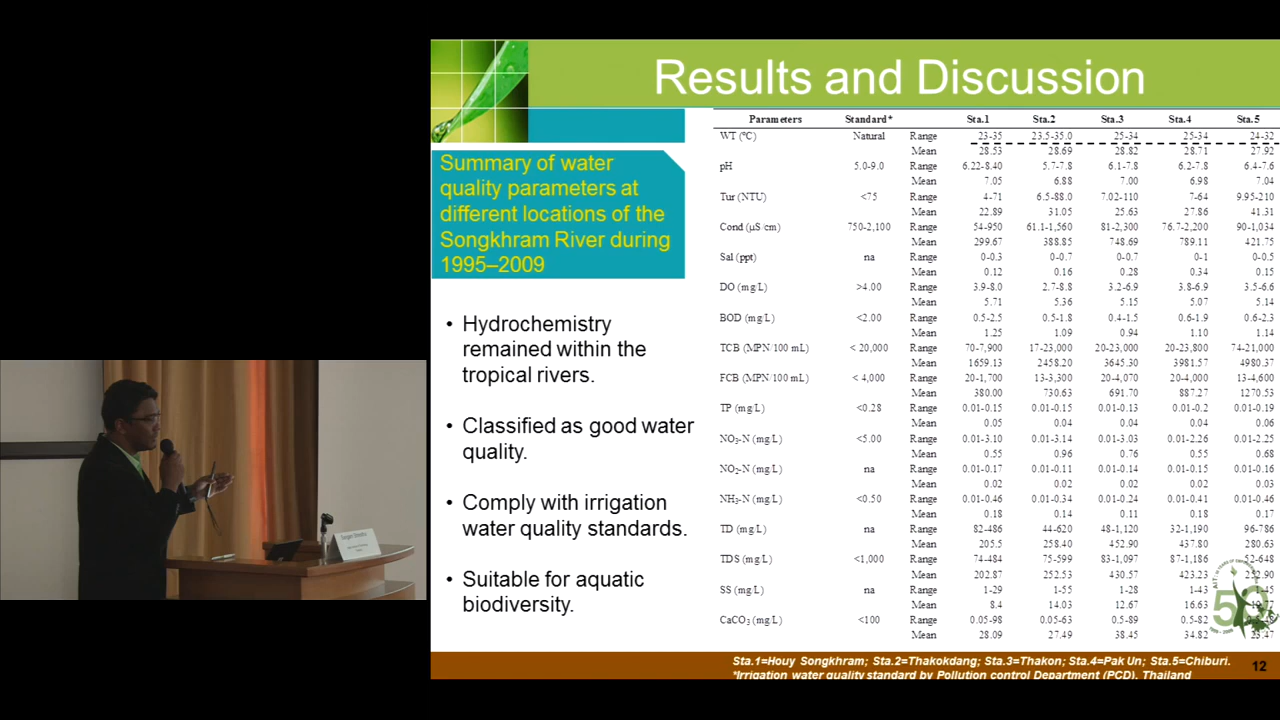 Results and Discussion
Summary of water
quality parameters at
different locations of the
Songkhram River during
1995–2009
• Hydrochemistry
remained within the
tropical rivers.
• Classified as good water
quality.
• Comply with irrigation
water quality standards.
• Suitable for aquatic
biodiversity.
Parameters Standard* Sta.1 Sta.2 Sta.3 Sta.4 Sta.5
WT (°C) Natural Range 23-35 23.5-35.0 25-34 25-34 24-32
Mean 28.53 28.69 28.82 28.71 27.92
pH 5.0-9.0 Range 6.22-8.40 5.7-7.8 6.1-7.8 6.2-7.8 6.4-7.6
Mean 7.05 6.88 7.00 6.98 7.04
Tur (NTU) <75 Range 4-71 6.5-88.0 7.02-110 7-64 9.95-210
Mean 22.89 31.05 25.63 27.86 41.31
Cond (µS/cm) 750-2,100 Range 54-950 61.1-1,560 81-2,300 76.7-2,200 90-1,034
Mean 299.67 388.85 748.69 789.11 421.75
Sal (ppt) na Range 0-0.3 0-0.7 0-0.7 0-1 0-0.5
Mean 0.12 0.16 0.28 0.34 0.15
DO (mg/L) >4.00 Range 3.9-8.0 2.7-8.8 3.2-6.9 3.8-6.9 3.5-6.6
Mean 5.71 5.36 5.15 5.07 5.14
BOD (mg/L) <2.00 Range 0.5-2.5 0.5-1.8 0.4-1.5 0.6-1.9 0.6-2.3
Mean 1.25 1.09 0.94 1.10 1.14
TCB (MPN/100 mL) < 20,000 Range 70-7,900 17-23,000 20-23,000 20-23,800 74-21,000
Mean 1659.13 2458.20 3645.30 3981.57 4980.37
FCB (MPN/100 mL) < 4,000 Range 20-1,700 13-3,300 20-4,070 20-4,000 13-4,600
Mean 380.00 730.63 691.70 887.27 1270.53
TP (mg/L) <0.28 Range 0.01-0.15 0.01-0.15 0.01-0.13 0.01-0.2 0.01-0.19
Mean 0.05 0.04 0.04 0.04 0.06
NO₃-N (mg/L) <5.00 Range 0.01-3.10 0.01-3.14 0.01-3.03 0.01-2.26 0.01-2.25
Mean 0.55 0.96 0.76 0.55 0.68
NO₂-N (mg/L) na Range 0.01-0.17 0.01-0.11 0.01-0.14 0.01-0.15 0.01-0.16
Mean 0.02 0.02 0.02 0.02 0.03
NH₃-N (mg/L) <0.50 Range 0.01-0.46 0.01-0.34 0.01-0.24 0.01-0.41 0.01-0.46
Mean 0.18 0.14 0.11 0.18 0.17
TD (mg/L) na Range 82-486 44-620 48-1,120 32-1,190 96-786
Mean 205.5 258.40 452.90 437.80 280.63
TDS (mg/L) <1,000 Range 74-484 75-599 83-1,097 87-1,186 52-648
Mean 202.87 252.53 430.57 423.23 252.90
SS (mg/L) na Range 1-29 1-55 1-28 1-43
Mean 8.4 14.03 12.67 16.63
CaCO₃ (mg/L) <100 Range 0.05-98 0.05-63 0.5-89 0.5-82
Mean 28.09 27.49 38.45 34.82
Sta.1=Houy Songkhram; Sta.2=Thakokdang; Sta.3=Thakon; Sta.4=Pak Un; Sta.5=Chiburi.
*Irrigation water quality standard by Pollution control Department (PCD), Thailand
12